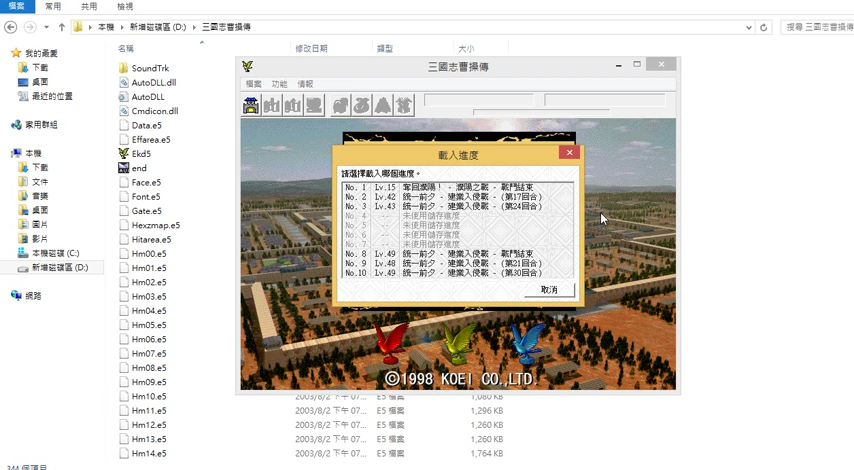 檔案 常用 共用 檢視
本機 ▸ 新增磁碟區 (D:) ▸ 三國志曹操傳
搜尋 三國志曹操傳
名稱 修改日期 類型 大小
我的最愛
下載
桌面
最近的位置
家用群組
本機
下載
文件
音樂
桌面
圖片
影片
本機磁碟 (C:)
新增磁碟區 (D:)
網路
SoundTrk
AutoDLL.dll
AutoDLL
Cmdicon.dll
Data.e5
Effarea.e5
Ekd5
end
Face.e5
Font.e5
Gate.e5
Hexzmap.e5
Hitarea.e5
Hm00.e5
Hm01.e5
Hm02.e5
Hm03.e5
Hm04.e5
Hm05.e5
Hm06.e5
Hm07.e5
Hm08.e5
Hm09.e5
Hm10.e5 2003/8/2 下午 07... E5 檔案 1,080 KB
Hm11.e5 2003/8/2 下午 07... E5 檔案 1,296 KB
Hm12.e5 2003/8/2 下午 07... E5 檔案 1,260 KB
Hm13.e5 2003/8/2 下午 07... E5 檔案 1,260 KB
Hm14.e5 2003/8/2 下午 07... E5 檔案 1,764 KB
344 個項目
三國志曹操傳
檔案 功能 情報
載入進度
請選擇載入哪個進度。
No. 1 Lv.15 奪回濮陽！ - 濮陽之戰 - 戰鬥結束
No. 2 Lv.42 統一前夕 - 建業入侵戰 - (第17回合)
No. 3 Lv.43 統一前夕 - 建業入侵戰 - (第24回合)
No. 4 -- 未使用儲存進度
No. 5 -- 未使用儲存進度
No. 6 -- 未使用儲存進度
No. 7 -- 未使用儲存進度
No. 8 Lv.49 統一前夕 - 建業入侵戰 - 戰鬥結束
No. 9 Lv.48 統一前夕 - 建業入侵戰 - (第21回合)
No.10 Lv.49 統一前夕 - 建業入侵戰 - (第30回合)
取消
©1998 KOEI CO.,LTD.